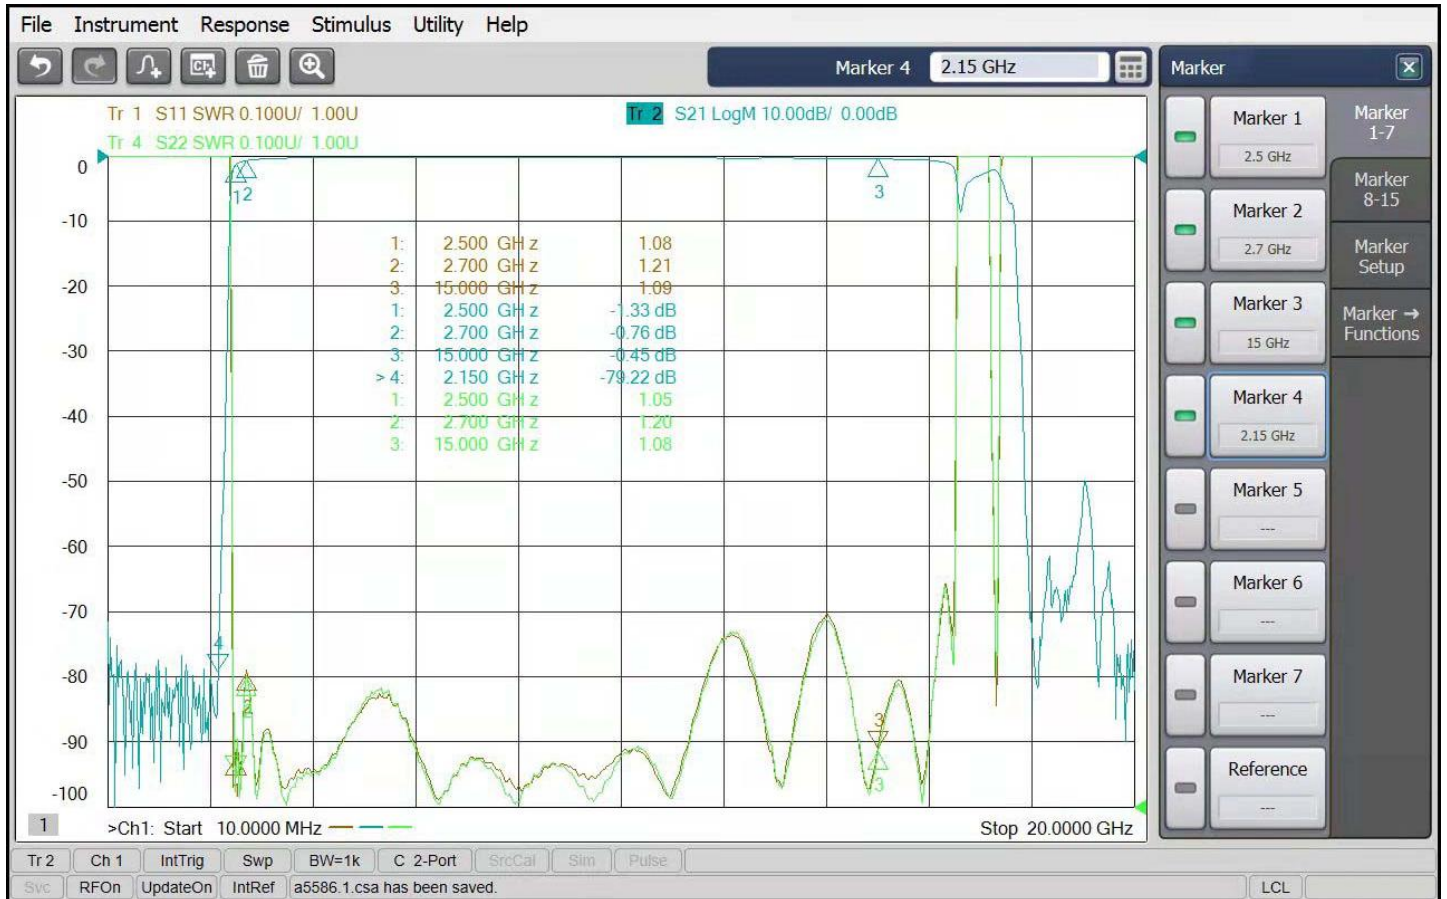 File Instrument Response Stimulus Utility Help
Marker 4 2.15 GHz
Tr 1 S11 SWR 0.100U/ 1.00U
Tr 2 S21 LogM 10.00dB/ 0.00dB
Tr 4 S22 SWR 0.100U/ 1.00U
0
-10
-20
-30
-40
-50
-60
-70
-80
-90
-100
1 2
3
4
2
3
3
1: 2.500 GHz 1.08
2: 2.700 GHz 1.21
3: 15.000 GHz 1.09
1: 2.500 GHz -1.33 dB
2: 2.700 GHz -0.76 dB
3: 15.000 GHz -0.45 dB
> 4: 2.150 GHz -79.22 dB
1: 2.500 GHz 1.05
2: 2.700 GHz 1.20
3: 15.000 GHz 1.08
1 >Ch1: Start 10.0000 MHz Stop 20.0000 GHz
Marker
Marker 1
2.5 GHz
Marker 2
2.7 GHz
Marker 3
15 GHz
Marker 4
2.15 GHz
Marker 5
---
Marker 6
---
Marker 7
---
Reference
---
Marker
1-7
Marker
8-15
Marker
Setup
Marker →
Functions
Tr 2 Ch 1 IntTrig Swp BW=1k C 2-Port SrcCal Sim Pulse
Svc RFOn UpdateOn IntRef a5586.1.csa has been saved. LCL